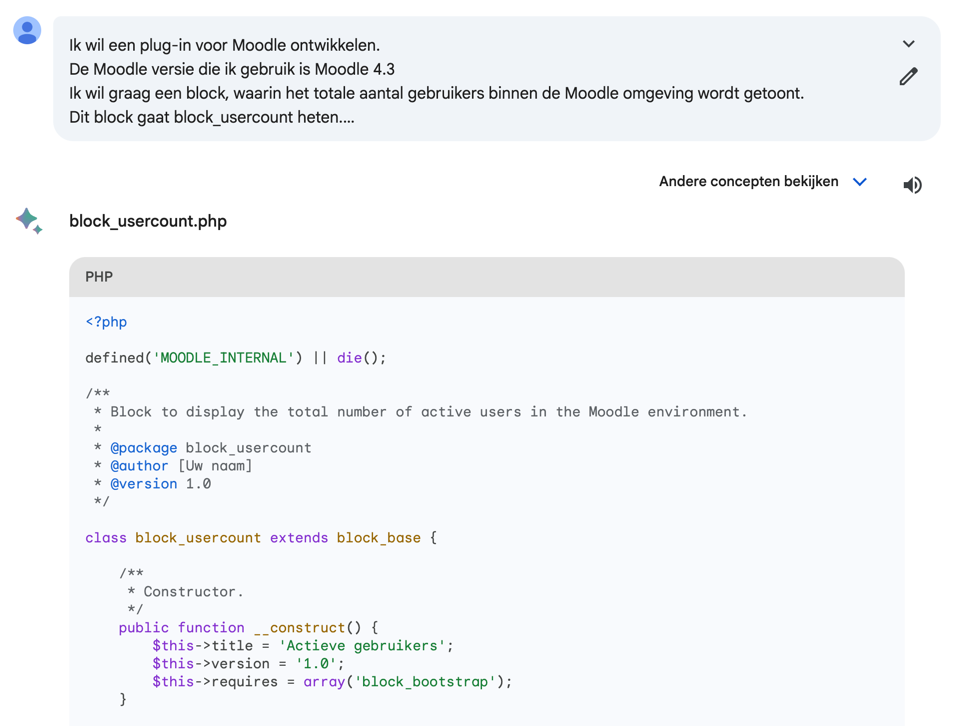 Ik wil een plug-in voor Moodle ontwikkelen.
De Moodle versie die ik gebruik is Moodle 4.3
Ik wil graag een block, waarin het totale aantal gebruikers binnen de Moodle omgeving wordt getoont.
Dit block gaat block_usercount heten....
Andere concepten bekijken
block_usercount.php
PHP
<?php
defined('MOODLE_INTERNAL') || die();
/**
 * Block to display the total number of active users in the Moodle environment.
 *
 * @package block_usercount
 * @author [Uw naam]
 * @version 1.0
 */
class block_usercount extends block_base {
    /**
     * Constructor.
     */
    public function __construct() {
        $this->title = 'Actieve gebruikers';
        $this->version = '1.0';
        $this->requires = array('block_bootstrap');
    }